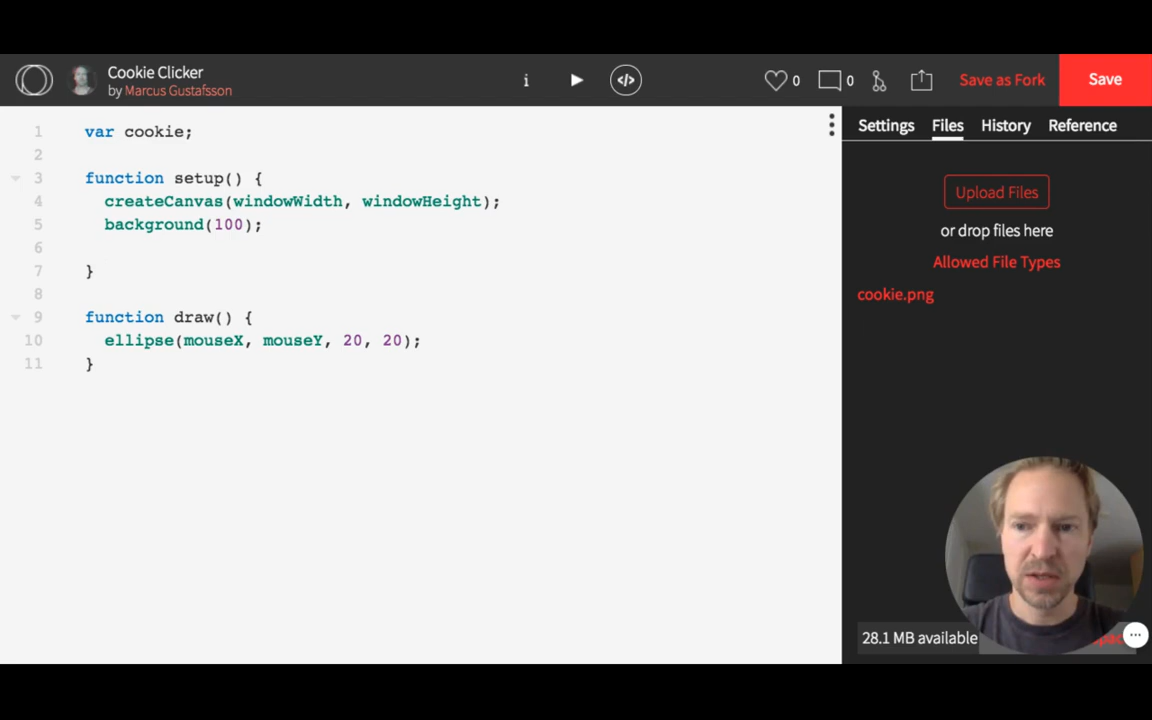 Cookie Clicker
by Marcus Gustafsson
i
</>
0
0
Save as Fork
Save
1 var cookie;
2
3 function setup() {
4 createCanvas(windowWidth, windowHeight);
5 background(100);
6
7 }
8
9 function draw() {
10 ellipse(mouseX, mouseY, 20, 20);
11 }
Settings Files History Reference
Upload Files
or drop files here
Allowed File Types
cookie.png
28.1 MB available